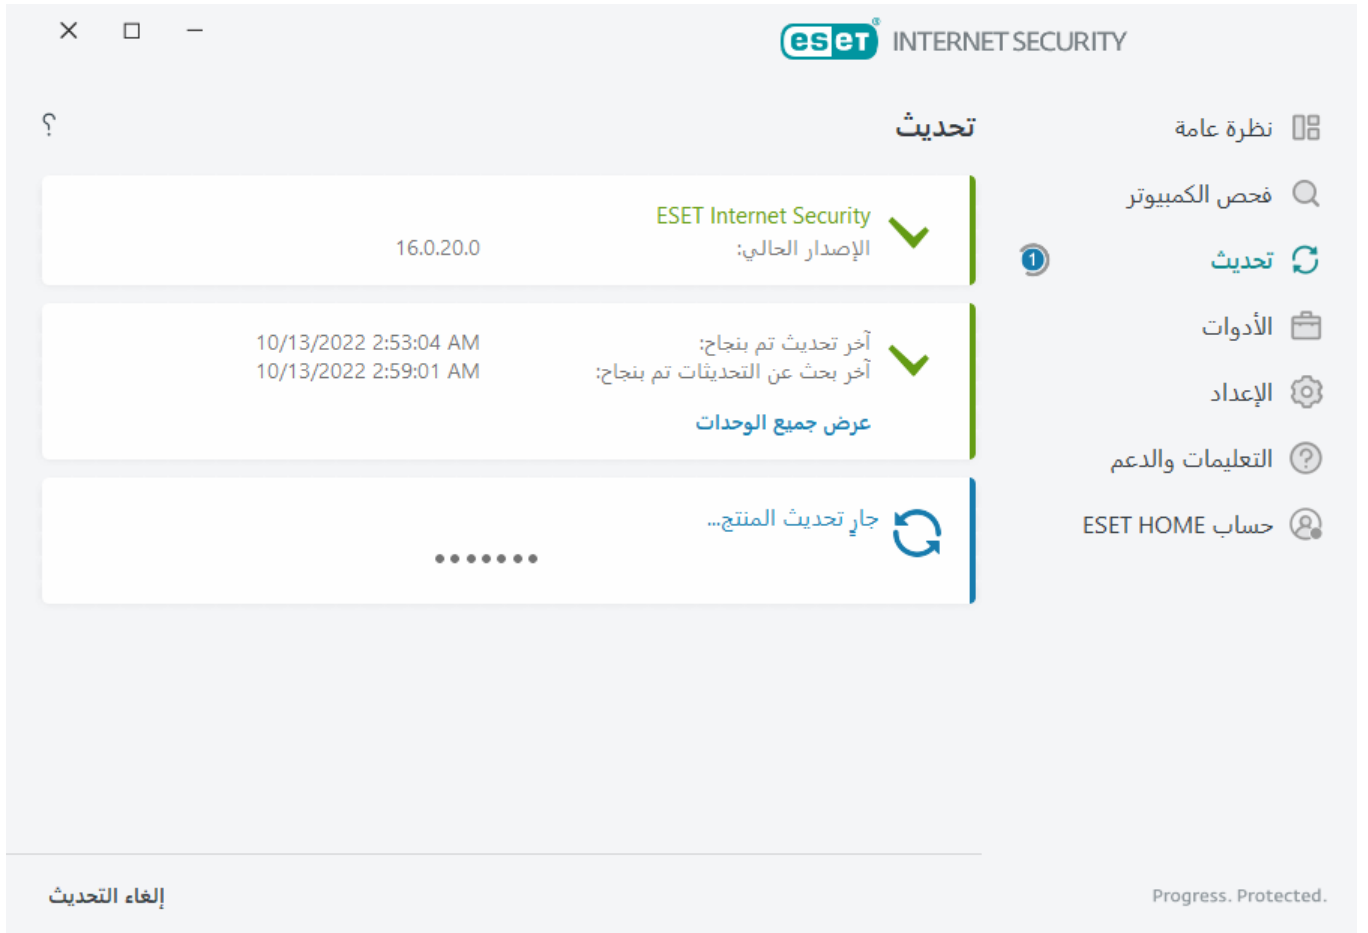 eset INTERNET SECURITY
نظرة عامة
فحص الكمبيوتر
تحديث
1
الأدوات
الإعداد
التعليمات والدعم
حساب ESET HOME
Progress. Protected.
تحديث
؟
ESET Internet Security
الإصدار الحالي: 16.0.20.0
آخر تحديث تم بنجاح: 10/13/2022 2:53:04 AM
آخر بحث عن التحديثات تم بنجاح: 10/13/2022 2:59:01 AM
عرض جميع الوحدات
جارٍ تحديث المنتج...
إلغاء التحديث